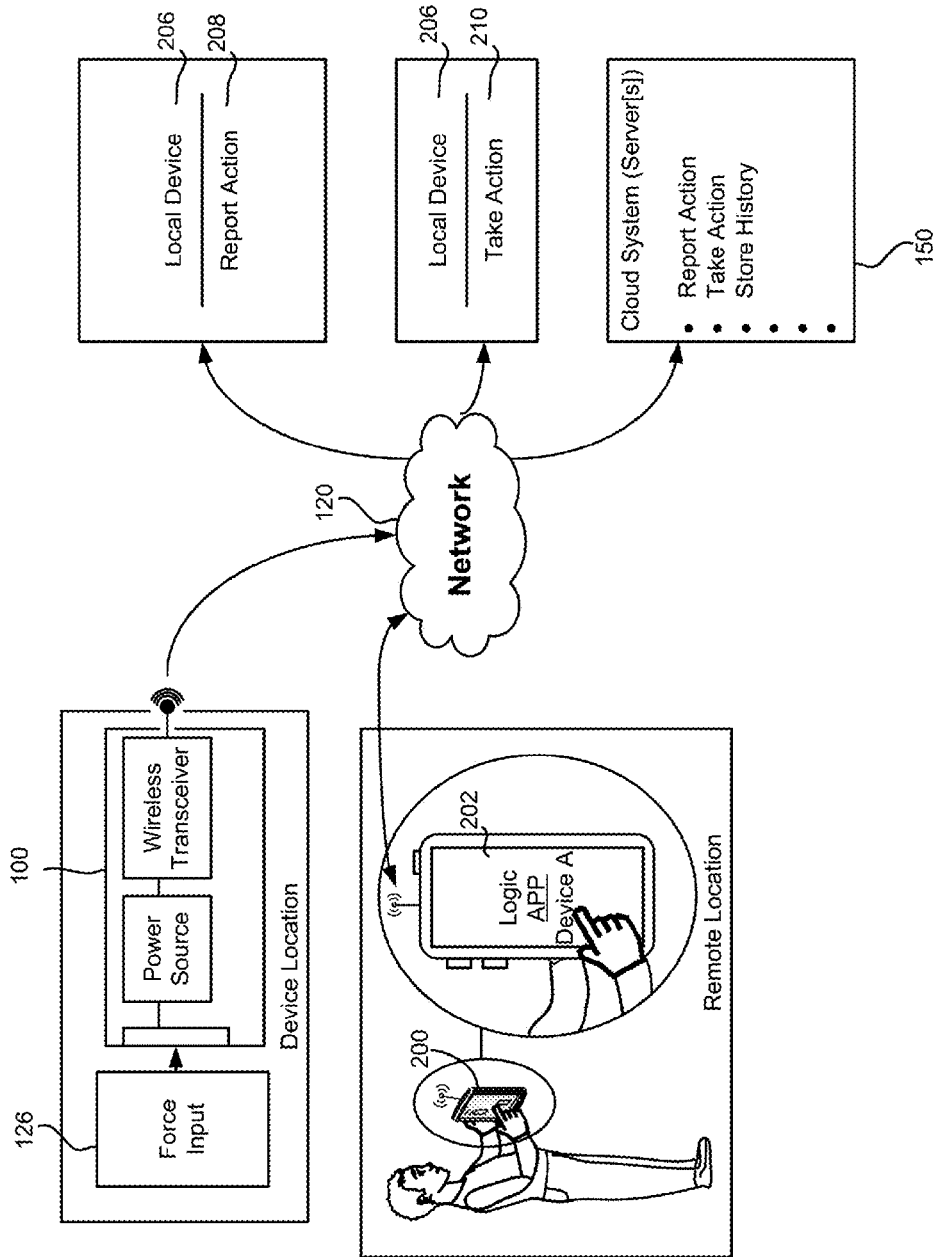 126
Force
Input
100
Power
Source
Wireless
Transceiver
Device Location
120
Network
200
202
Logic
APP
Device A
Remote Location
Local Device
206
Report Action
208
Local Device
206
Take Action
210
Cloud System (Server[s])
• Report Action
• Take Action
• Store History
•
•
•
150